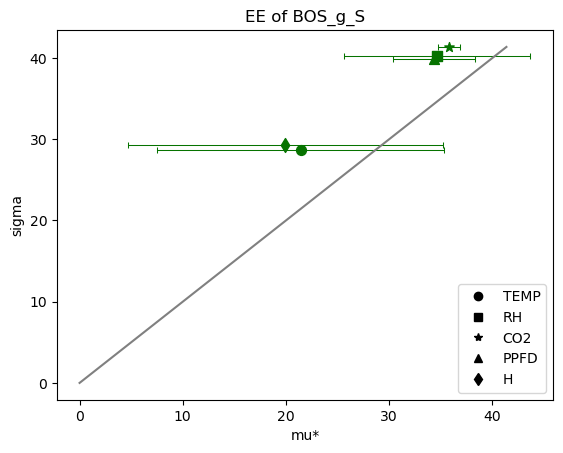 EE of BOS_g_S
sigma
40
30
20
10
0
TEMP
RH
CO2
PPFD
H
0 10 20 30 40
mu*